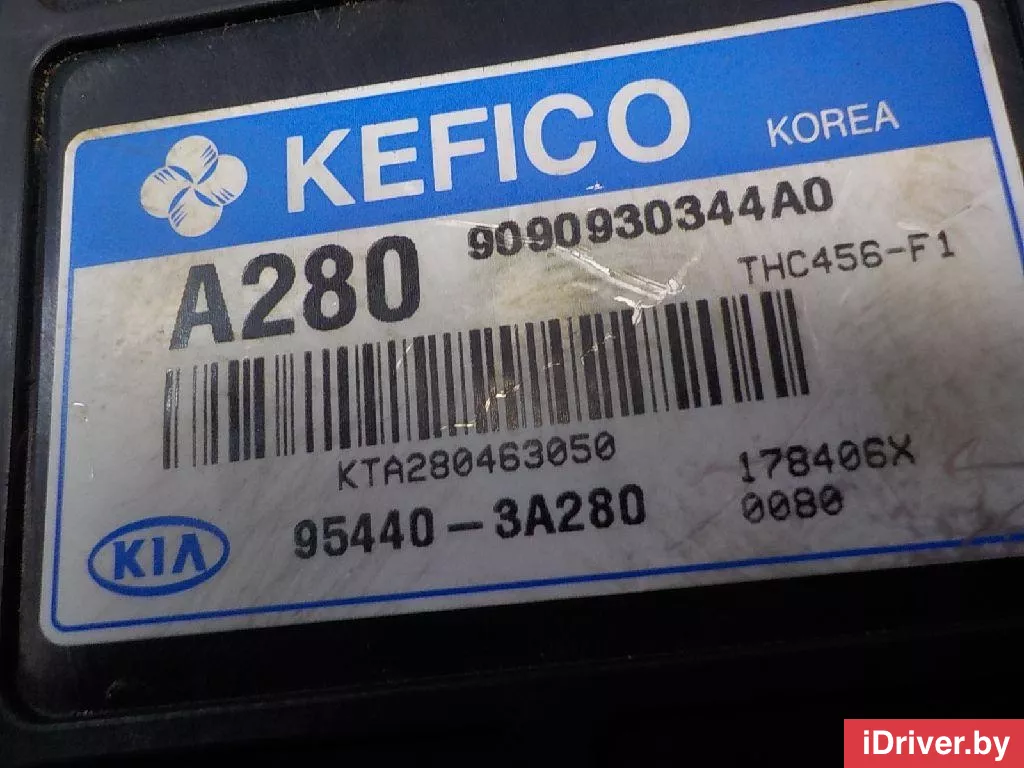 KEFICO KOREA
A280 9090930344A0
THC456-F1
KTA280463050
178406X
95440-3A280
0080
KIA
iDriver.by